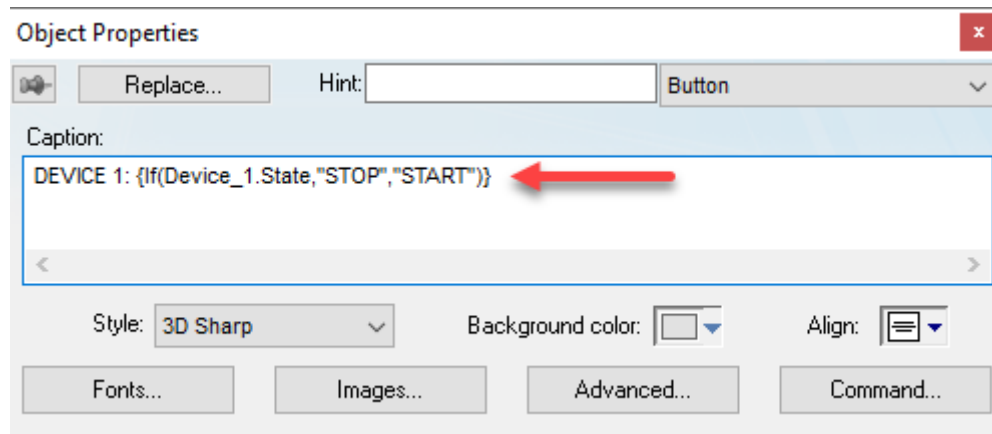 Object Properties
x
Replace... Hint: Button
Caption:
DEVICE 1: {If(Device_1.State,"STOP","START")}
Style: 3D Sharp Background color: Align:
Fonts... Images... Advanced... Command...